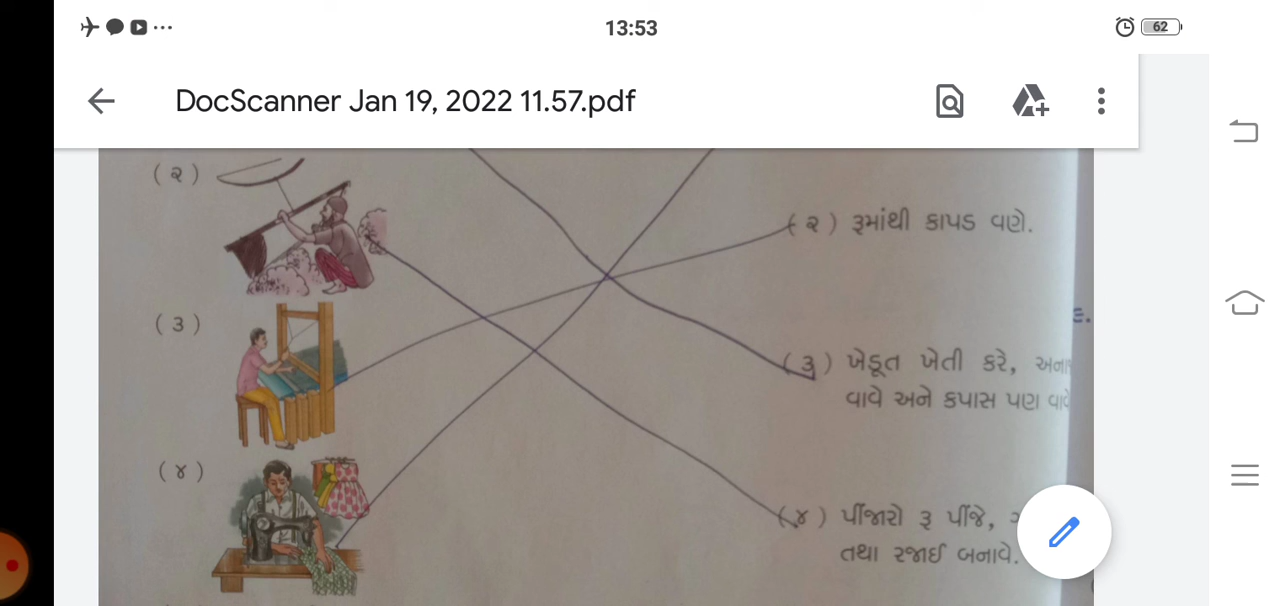 13:53
62
DocScanner Jan 19, 2022 11.57.pdf
(૨)
(૨) રૂમાંથી કાપડ વણે.
(૩)
(૩) ખેડૂત ખેતી કરે,
વાવે અને કપાસ પણ
(૪)
(૪) પીંજારો રૂ પીંજે,
તથા રજાઈ બનાવે.